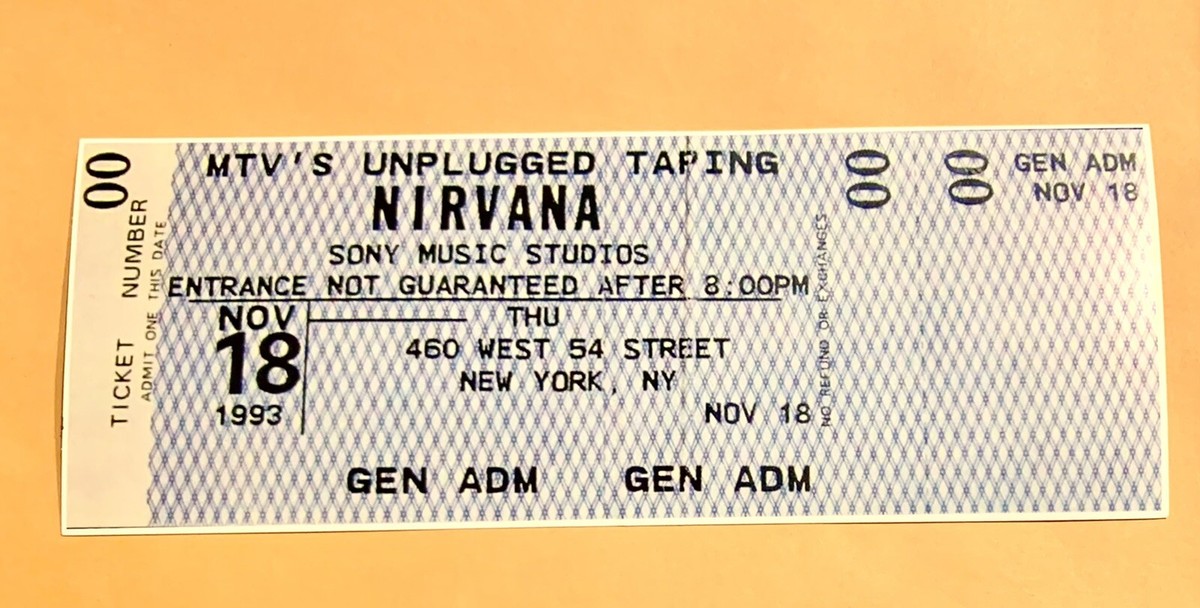 00
TICKET NUMBER
ADMIT ONE THIS DATE
MTV'S UNPLUGGED TAPING
NIRVANA
SONY MUSIC STUDIOS
ENTRANCE NOT GUARANTEED AFTER 8:00PM
NOV
18
1993
THU
460 WEST 54 STREET
NEW YORK, NY
NOV 18
GEN ADM GEN ADM
00
NO REFUND OR EXCHANGES
00
GEN ADM
NOV 18